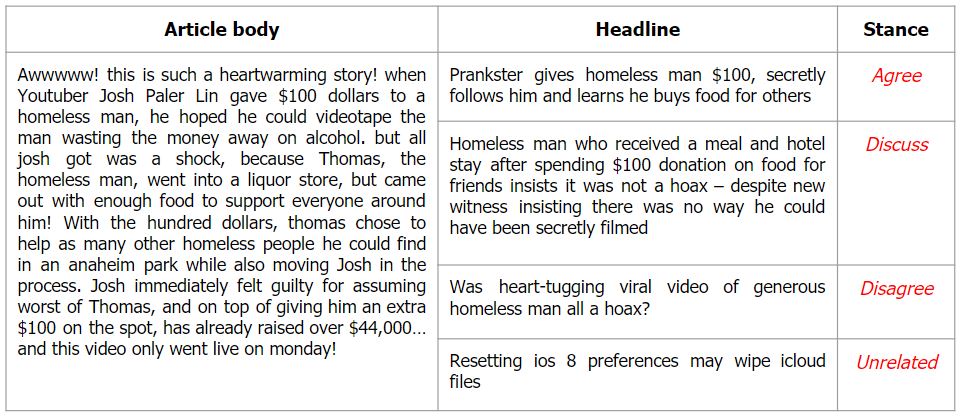 Article body
Headline
Stance
Awwwww! this is such a heartwarming story! when
Youtuber Josh Paler Lin gave $100 dollars to a
homeless man, he hoped he could videotape the
man wasting the money away on alcohol. but all
josh got was a shock, because Thomas, the
homeless man, went into a liquor store, but came
out with enough food to support everyone around
him! With the hundred dollars, thomas chose to
help as many other homeless people he could find
in an anaheim park while also moving Josh in the
process. Josh immediately felt guilty for assuming
worst of Thomas, and on top of giving him an extra
$100 on the spot, has already raised over $44,000…
and this video only went live on monday!
Prankster gives homeless man $100, secretly
follows him and learns he buys food for others
Agree
Homeless man who received a meal and hotel
stay after spending $100 donation on food for
friends insists it was not a hoax – despite new
witness insisting there was no way he could
have been secretly filmed
Discuss
Was heart-tugging viral video of generous
homeless man all a hoax?
Disagree
Resetting ios 8 preferences may wipe icloud
files
Unrelated